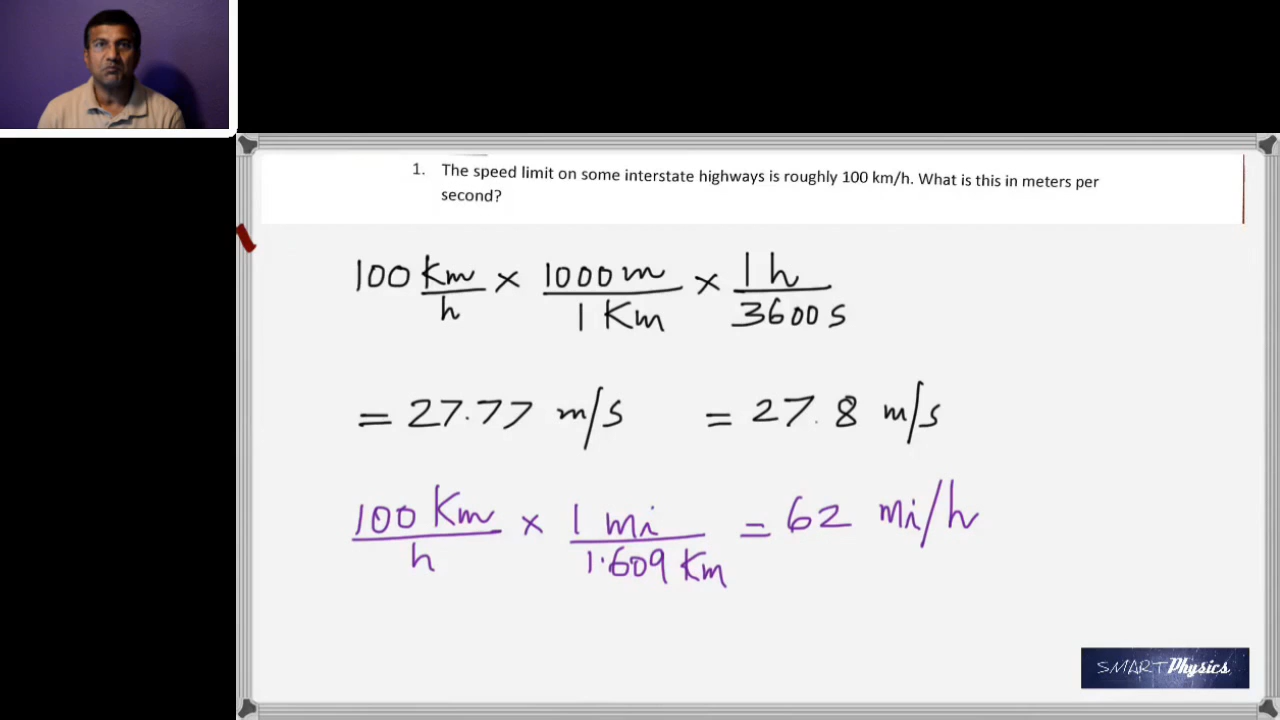 1. The speed limit on some interstate highways is roughly 100 km/h. What is this in meters per
second?
100 Km/h × 1000 m/1 Km × 1 h/3600 s
= 27.77 m/s = 27.8 m/s
100 Km/h × 1 mi/1.609 Km = 62 mi/h
SMART Physics